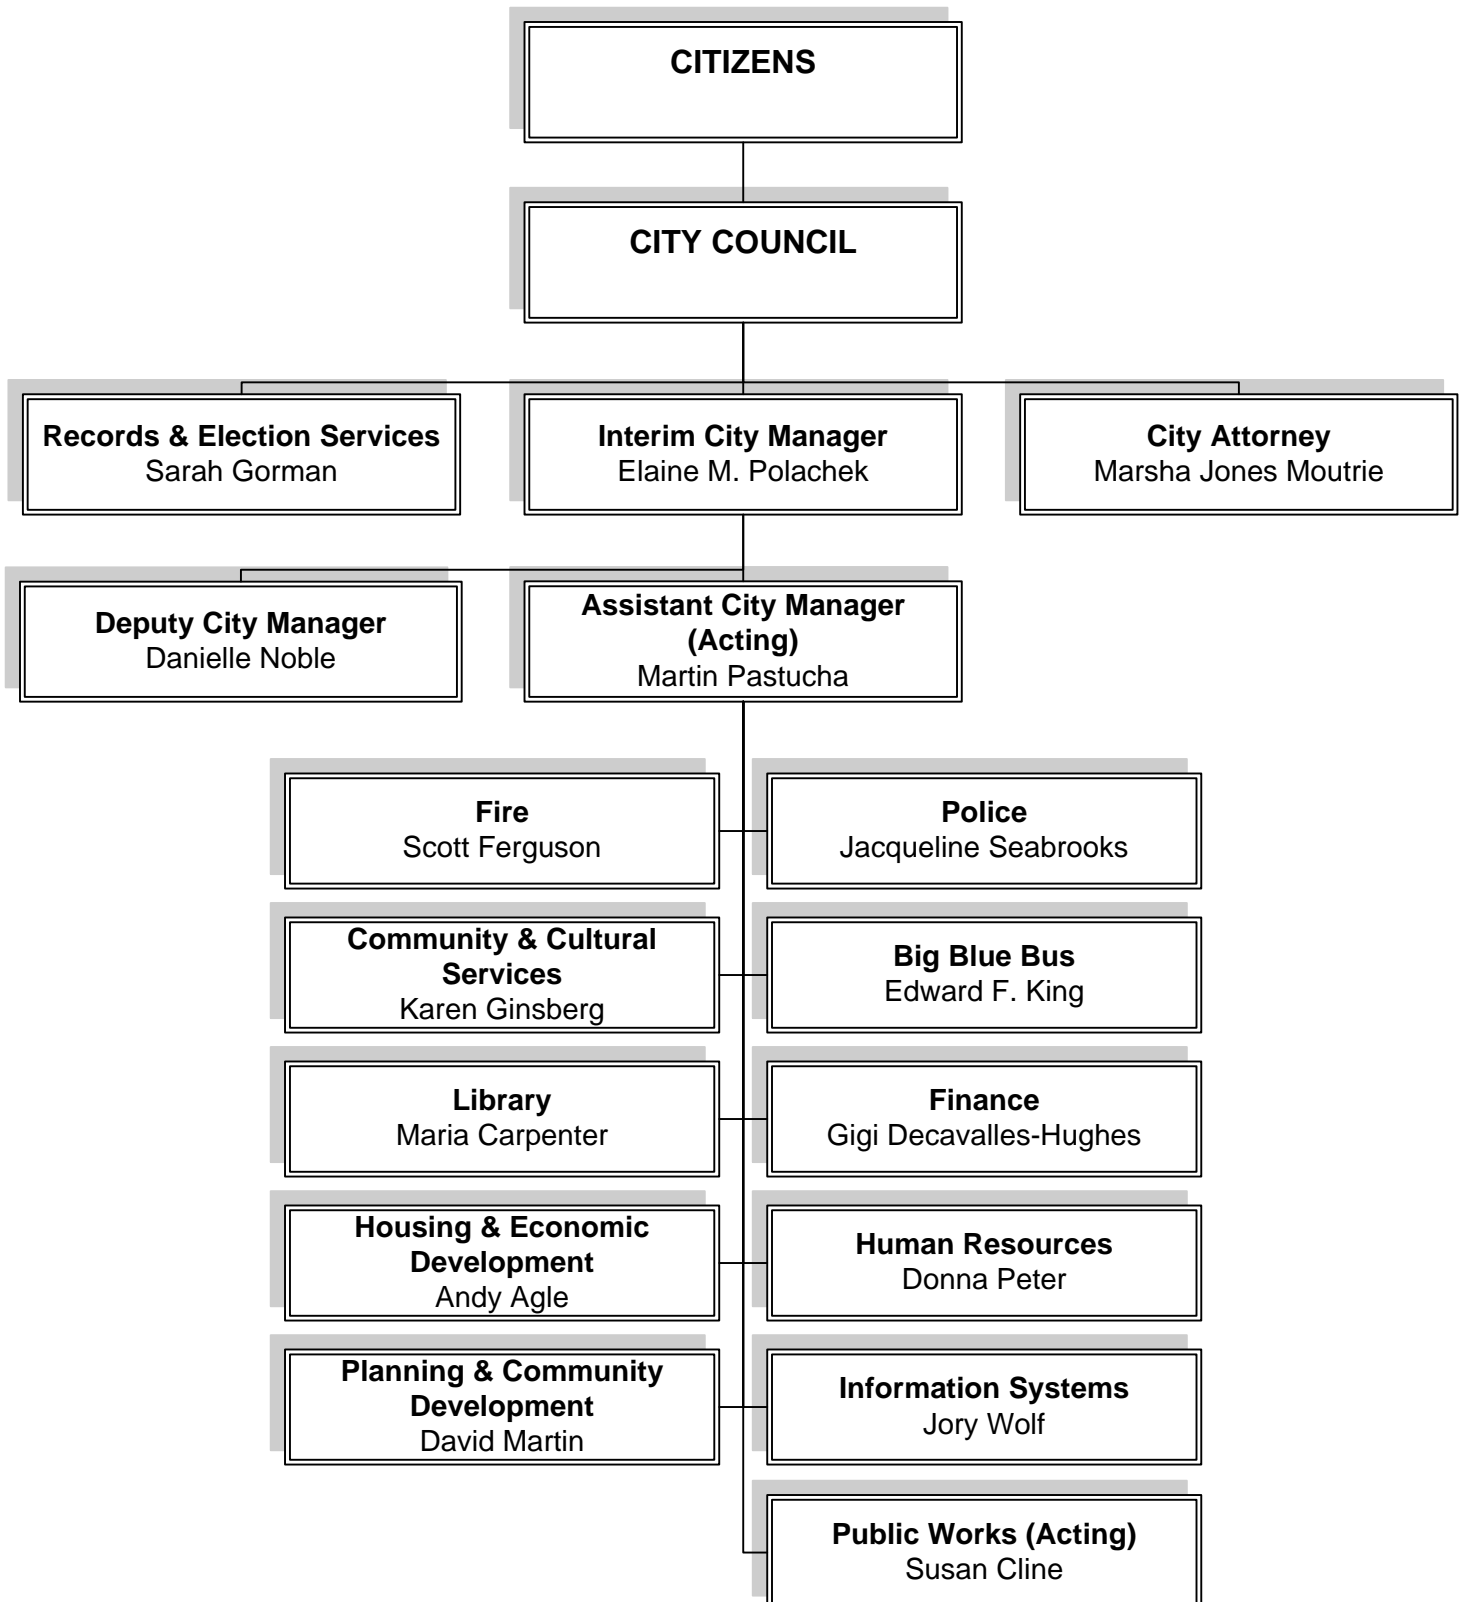 CITIZENS
CITY COUNCIL
Records & Election Services
Sarah Gorman
Interim City Manager
Elaine M. Polachek
City Attorney
Marsha Jones Moutrie
Deputy City Manager
Danielle Noble
Assistant City Manager
(Acting)
Martin Pastucha
Fire
Scott Ferguson
Police
Jacqueline Seabrooks
Community & Cultural
Services
Karen Ginsberg
Big Blue Bus
Edward F. King
Library
Maria Carpenter
Finance
Gigi Decavalles-Hughes
Housing & Economic
Development
Andy Agle
Human Resources
Donna Peter
Planning & Community
Development
David Martin
Information Systems
Jory Wolf
Public Works (Acting)
Susan Cline